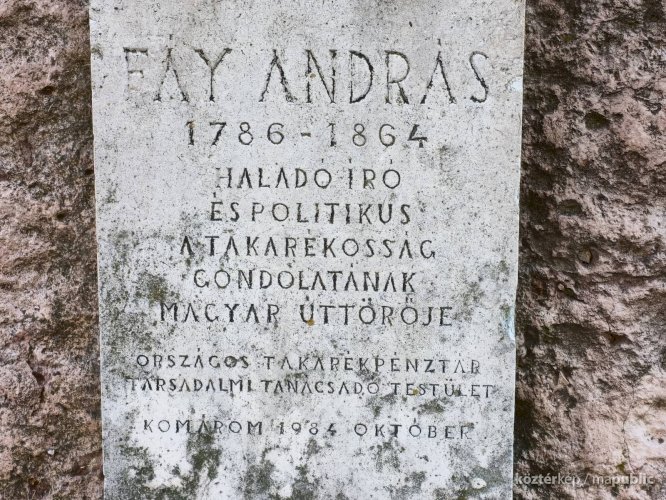 FÁY ANDRÁS
1786-1864
HALADÓ ÍRÓ
ÉS POLITIKUS
A TAKARÉKOSSÁG
GONDOLATÁNAK
MAGYAR ÚTTÖRŐJE
ORSZÁGOS TAKARÉKPÉNZTÁR
TÁRSADALMI TANÁCSADÓ TESTÜLET
KOMÁROM 1984 OKTÓBER
köztérkép / mapublic